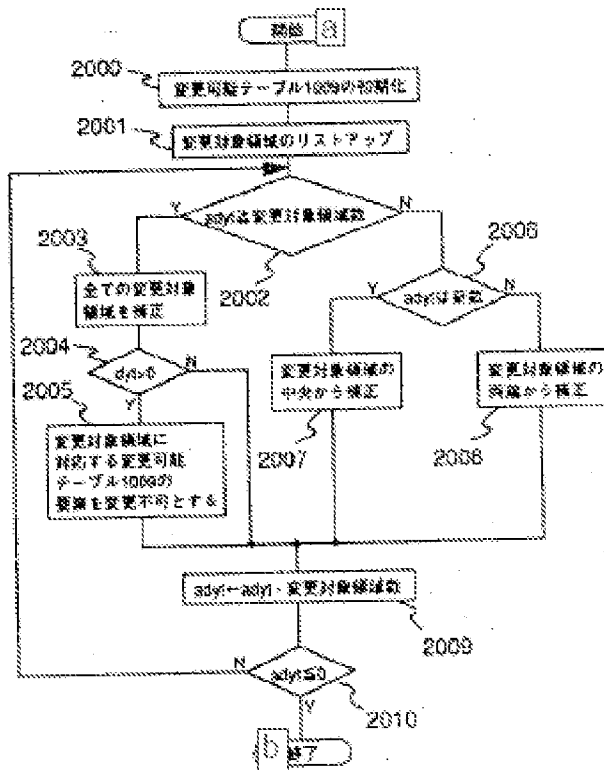 開始 a
2000
変更可能テーブル1009の初期化
2001
変更対象領域のリストアップ
Y
N
adyt≧変更対象領域数
2002
2003
全ての変更対象
領域を補正
2006
Y
N
adytは奇数
2004
dyt>0
N
Y
2005
変更対象領域に
対応する変更可能
テーブル1009の
要素を変更不可とする
変更対象領域の
中央から補正
2007
変更対象領域の
両端から補正
2008
adyt←adyt - 変更対象領域数
2009
N
adyt≦0
Y
2010
b 終了